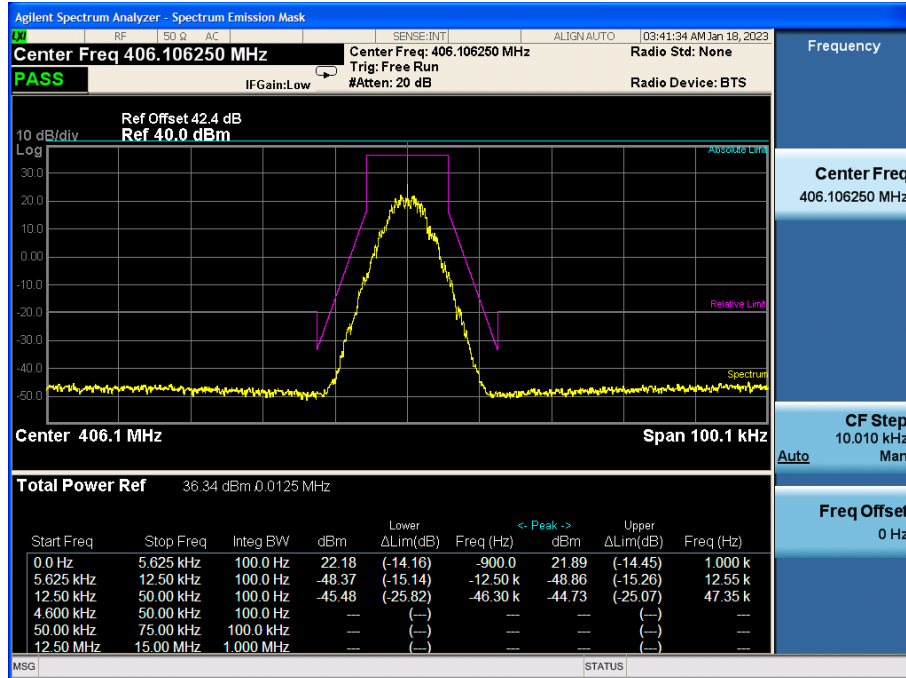 Agilent Spectrum Analyzer - Spectrum Emission Mask
LXI RF 50 Ω AC SENSE:INT ALIGN AUTO 03:41:34 AM Jan 18, 2023
Center Freq 406.106250 MHz Center Freq: 406.106250 MHz Radio Std: None
Trig: Free Run
PASS IFGain:Low #Atten: 20 dB Radio Device: BTS
Ref Offset 42.4 dB
10 dB/div Ref 40.0 dBm
Log
Absolute Limit
30.0
20.0
10.0
0.00
-10.0
-20.0
Relative Limit
-30.0
-40.0
Spectrum
-50.0
Center 406.1 MHz Span 100.1 kHz
Total Power Ref 36.34 dBm / 0.0125 MHz
Lower <- Peak -> Upper
Start Freq Stop Freq Integ BW dBm ΔLim(dB) Freq (Hz) dBm ΔLim(dB) Freq (Hz)
0.0 Hz 5.625 kHz 100.0 Hz 22.18 (-14.16) -900.0 21.89 (-14.45) 1.000 k
5.625 kHz 12.50 kHz 100.0 Hz -48.37 (-15.14) -12.50 k -48.86 (-15.26) 12.55 k
12.50 kHz 50.00 kHz 100.0 Hz -45.48 (-25.82) -46.30 k -44.73 (-25.07) 47.35 k
4.600 kHz 50.00 kHz 100.0 Hz --- (---) --- --- (---) ---
50.00 kHz 75.00 kHz 100.0 kHz --- (---) --- --- (---) ---
12.50 MHz 15.00 MHz 1.000 MHz --- (---) --- --- (---) ---
MSG STATUS
Frequency
Center Freq
406.106250 MHz
CF Step
10.010 kHz
Auto Man
Freq Offset
0 Hz